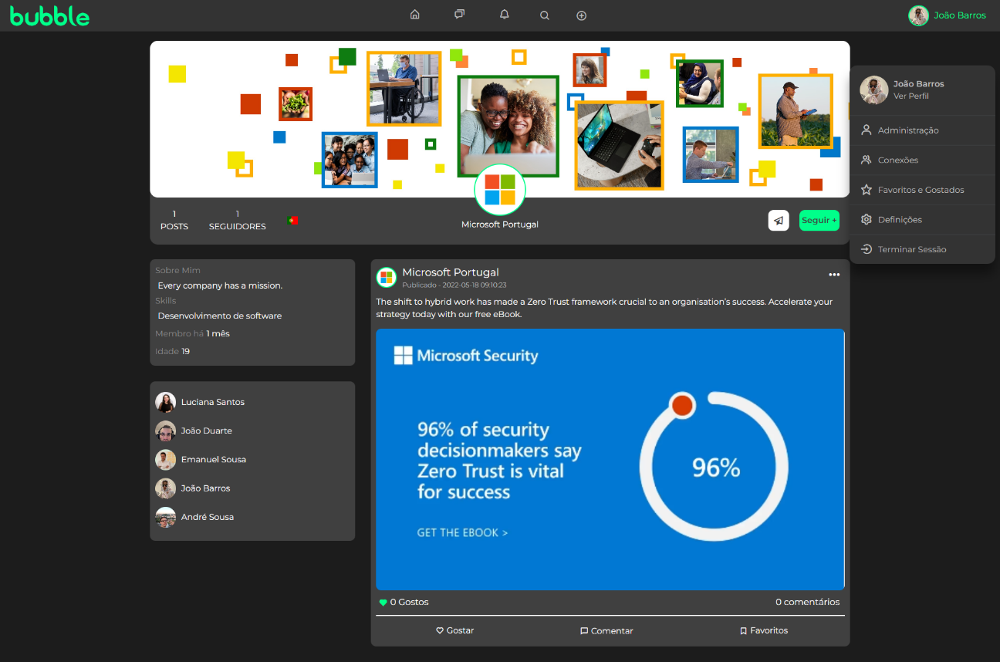 bubble
João Barros
João Barros
Ver Perfil
Administração
Conexões
Favoritos e Gostados
Definições
Terminar Sessão
1
POSTS
1
SEGUIDORES
Microsoft Portugal
Seguir +
Sobre Mim
Every company has a mission.
Skills
Desenvolvimento de software
Membro há 1 mês
Idade 19
Luciana Santos
João Duarte
Emanuel Sousa
João Barros
André Sousa
Microsoft Portugal
Publicado - 2022-05-18 09:10:23
The shift to hybrid work has made a Zero Trust framework crucial to an organisation's success. Accelerate your
strategy today with our free eBook.
Microsoft Security
96% of security
decisionmakers say
Zero Trust is vital
for success
96%
GET THE EBOOK >
0 Gostos
0 comentários
Gostar
Comentar
Favoritos